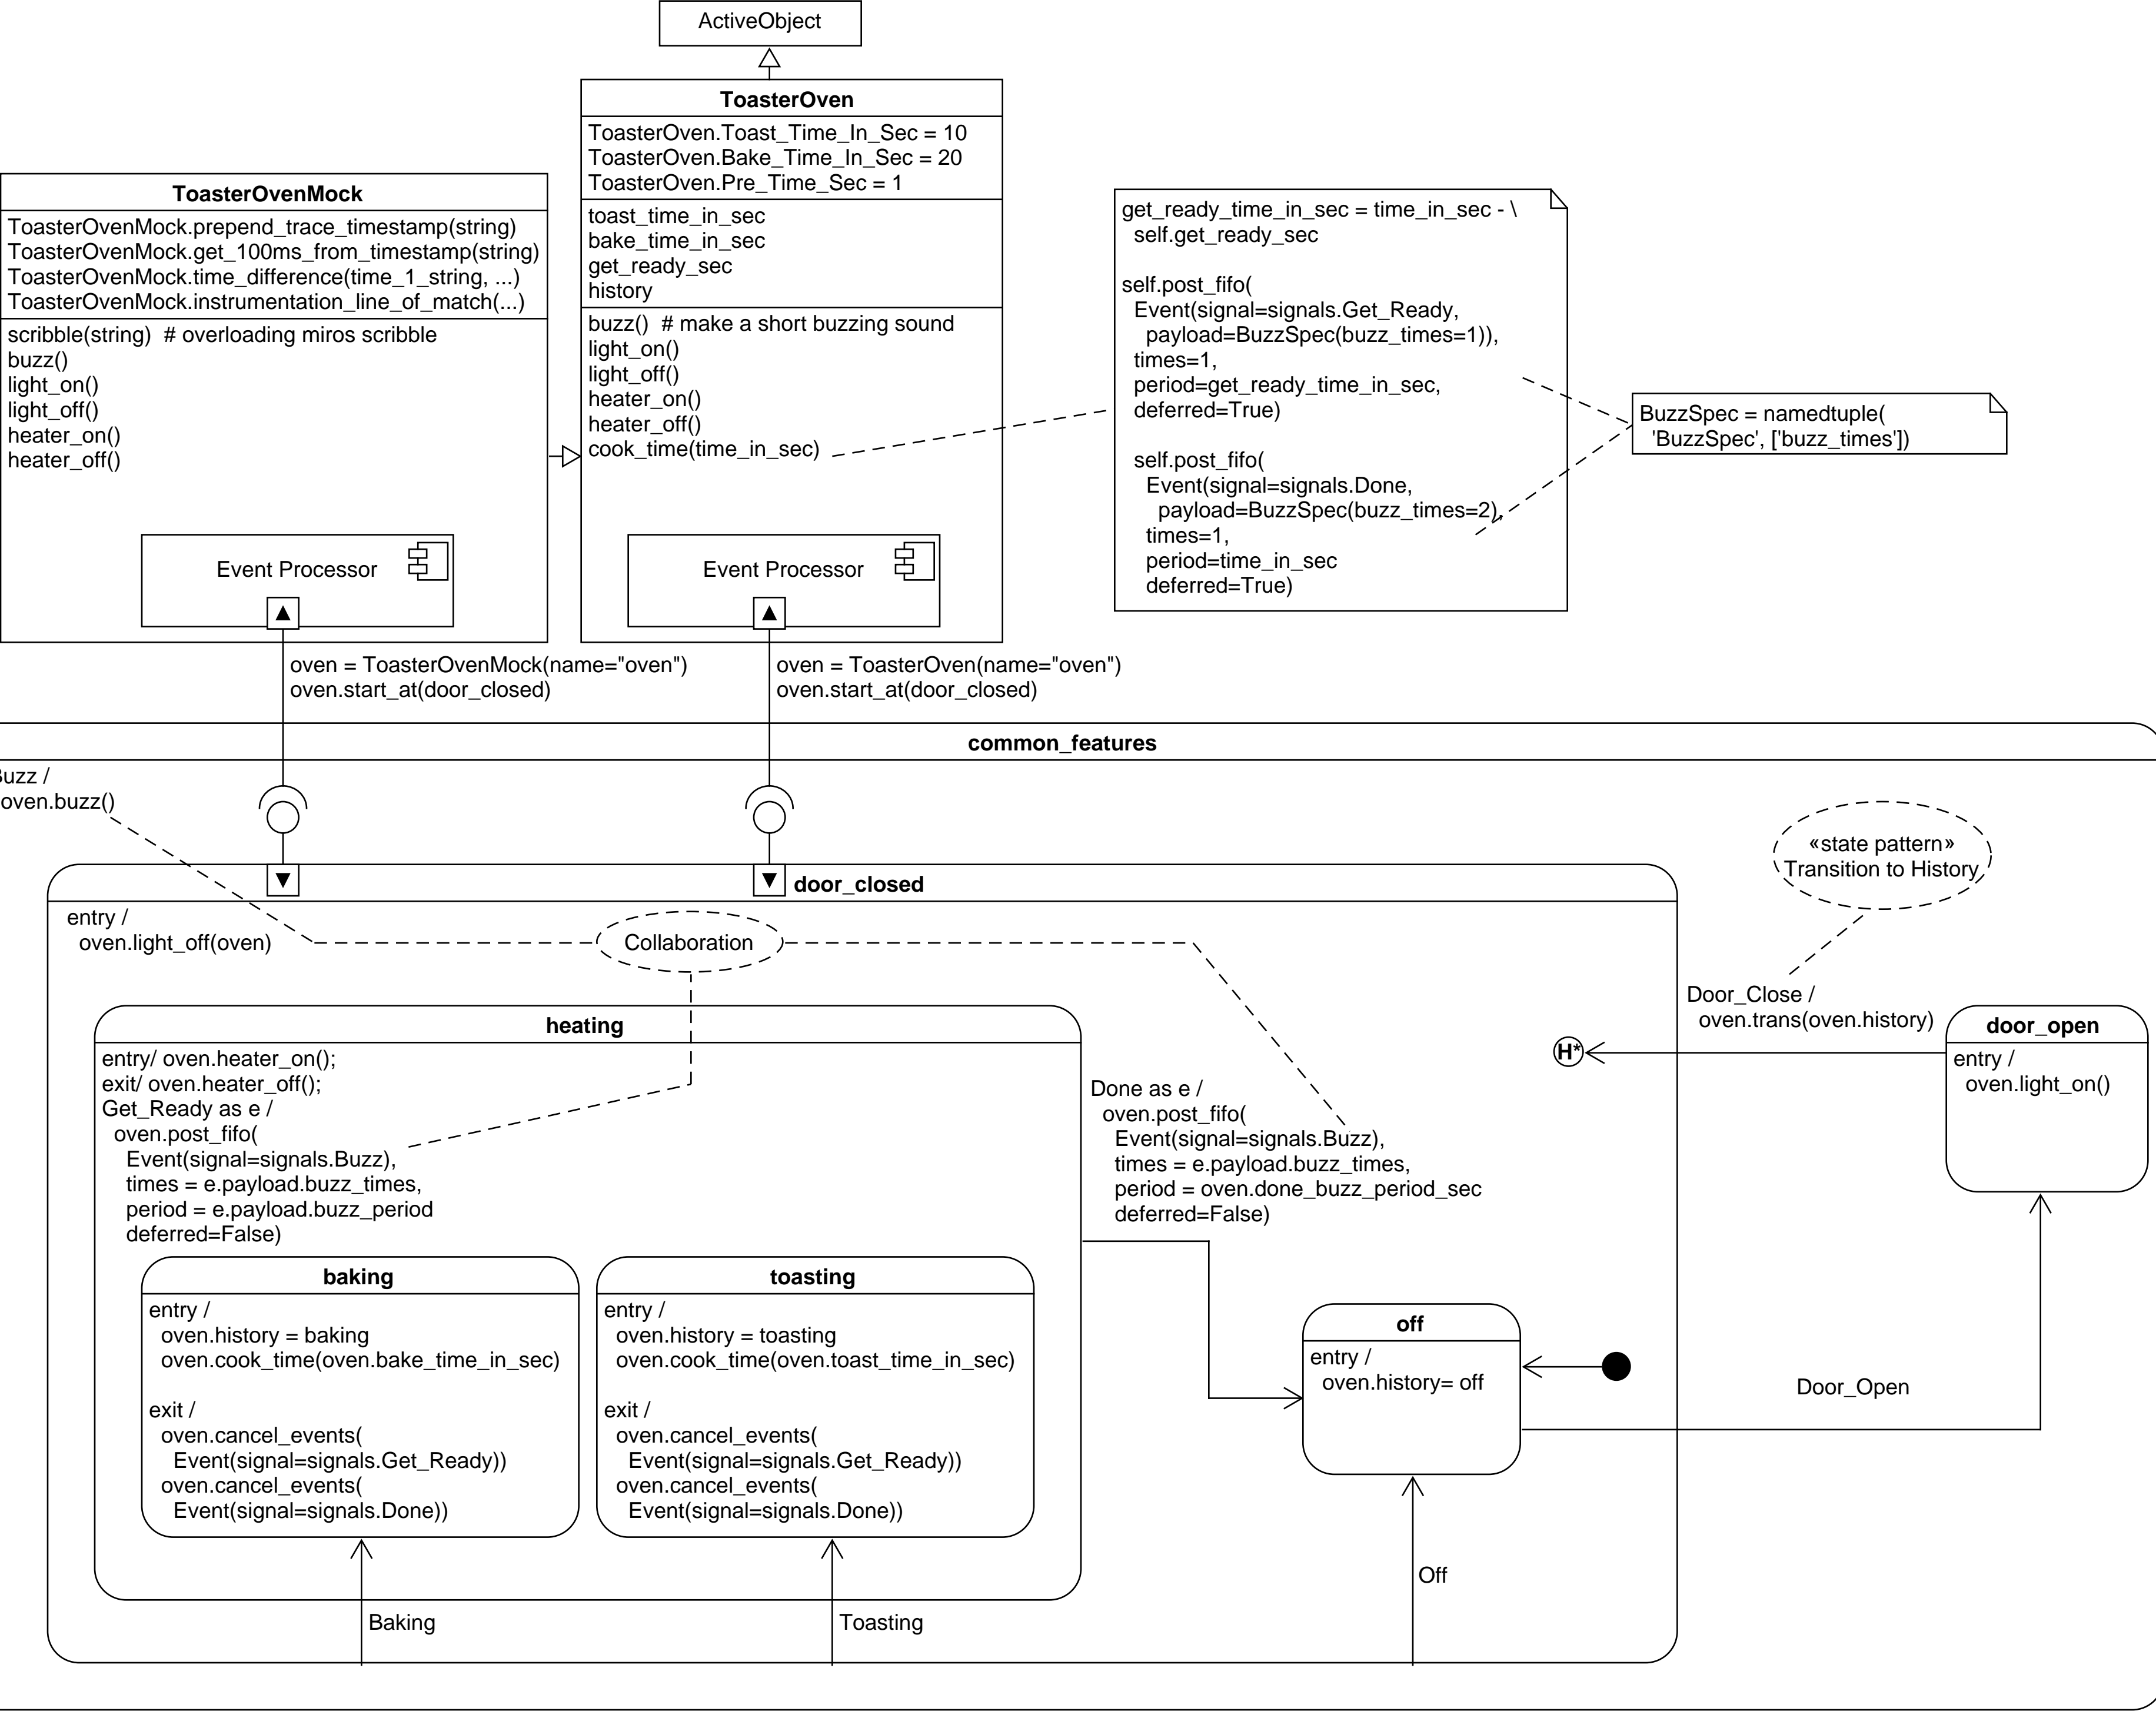 ActiveObject
ToasterOven
ToasterOven.Toast_Time_In_Sec = 10
ToasterOven.Bake_Time_In_Sec = 20
ToasterOven.Pre_Time_Sec = 1
toast_time_in_sec
bake_time_in_sec
get_ready_sec
history
buzz()  # make a short buzzing sound
light_on()
light_off()
heater_on()
heater_off()
cook_time(time_in_sec)
Event Processor
ToasterOvenMock
ToasterOvenMock.prepend_trace_timestamp(string)
ToasterOvenMock.get_100ms_from_timestamp(string)
ToasterOvenMock.time_difference(time_1_string, ...)
ToasterOvenMock.instrumentation_line_of_match(...)
scribble(string)  # overloading miros scribble
buzz()
light_on()
light_off()
heater_on()
heater_off()
Event Processor
get_ready_time_in_sec = time_in_sec - \
self.get_ready_sec
self.post_fifo(
Event(signal=signals.Get_Ready,
payload=BuzzSpec(buzz_times=1)),
times=1,
period=get_ready_time_in_sec,
deferred=True)
self.post_fifo(
Event(signal=signals.Done,
payload=BuzzSpec(buzz_times=2),
times=1,
period=time_in_sec
deferred=True)
BuzzSpec = namedtuple(
'BuzzSpec', ['buzz_times'])
oven = ToasterOvenMock(name="oven")
oven.start_at(door_closed)
oven = ToasterOven(name="oven")
oven.start_at(door_closed)
common_features
uzz /
oven.buzz()
«state pattern»
Transition to History
door_closed
entry /
oven.light_off(oven)
Collaboration
Door_Close /
oven.trans(oven.history)
H*
door_open
entry /
oven.light_on()
heating
entry/ oven.heater_on();
exit/ oven.heater_off();
Get_Ready as e /
oven.post_fifo(
Event(signal=signals.Buzz),
times = e.payload.buzz_times,
period = e.payload.buzz_period
deferred=False)
Done as e /
oven.post_fifo(
Event(signal=signals.Buzz),
times = e.payload.buzz_times,
period = oven.done_buzz_period_sec
deferred=False)
baking
entry /
oven.history = baking
oven.cook_time(oven.bake_time_in_sec)
exit /
oven.cancel_events(
Event(signal=signals.Get_Ready))
oven.cancel_events(
Event(signal=signals.Done))
toasting
entry /
oven.history = toasting
oven.cook_time(oven.toast_time_in_sec)
exit /
oven.cancel_events(
Event(signal=signals.Get_Ready))
oven.cancel_events(
Event(signal=signals.Done))
off
entry /
oven.history= off
Door_Open
Off
Baking
Toasting